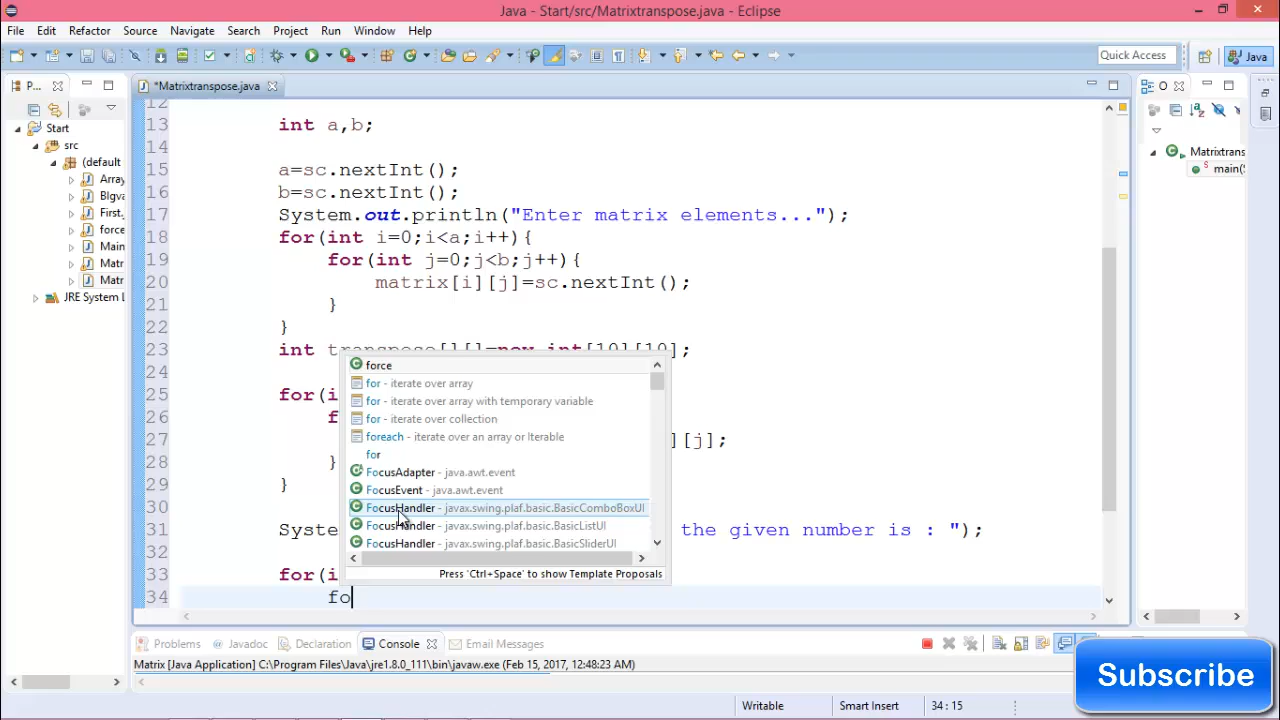 Java - Start/src/Matrixtranspose.java - Eclipse
File Edit Refactor Source Navigate Search Project Run Window Help
Quick Access
Java
P...
*Matrixtranspose.java
O
Start
src
(default
Array
BIgva
First.
force
Main
Matr
Matr
JRE System L
12
13 int a,b;
14
15 a=sc.nextInt();
16 b=sc.nextInt();
17 System.out.println("Enter matrix elements...");
18 for(int i=0;i<a;i++){
19 for(int j=0;j<b;j++){
20 matrix[i][j]=sc.nextInt();
21 }
22 }
23 int transpose[][]=new int[10][10];
24
25 for(i
26 f
27 ][j];
28 }
29 }
30
31 Syste the given number is : ");
32
33 for(i
34 fo
force
for - iterate over array
for - iterate over array with temporary variable
for - iterate over collection
foreach - iterate over an array or Iterable
for
FocusAdapter - java.awt.event
FocusEvent - java.awt.event
FocusHandler - javax.swing.plaf.basic.BasicComboBoxUI
FocusHandler - javax.swing.plaf.basic.BasicListUI
FocusHandler - javax.swing.plaf.basic.BasicSliderUI
Press 'Ctrl+Space' to show Template Proposals
Matrixtrans
main(S
Problems Javadoc Declaration Console Email Messages
Matrix [Java Application] C:\Program Files\Java\jre1.8.0_111\bin\javaw.exe (Feb 15, 2017, 12:48:23 AM)
Writable Smart Insert 34 : 15
Subscribe